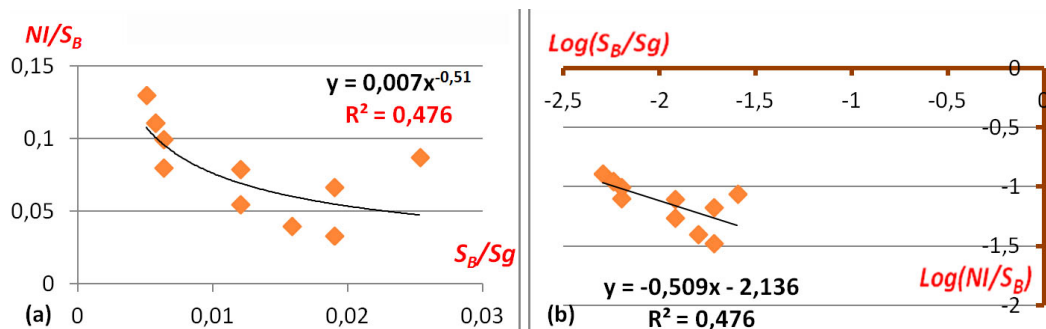 NI/S_B
0,15
0,1
0,05
0
y = 0,007x^-0,51
R² = 0,476
S_B/Sg
(a)
0
0,01
0,02
0,03
Log(S_B/Sg)
0
-2,5
-2
-1,5
-1
-0,5
0
-0,5
-1
-1,5
-2
Log(NI/S_B)
y = -0,509x - 2,136
R² = 0,476
(b)